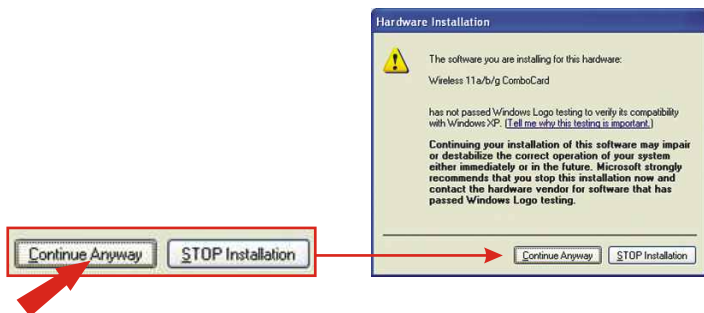 Hardware Installation
The software you are installing for this hardware:
Wireless 11a/b/g ComboCard
has not passed Windows Logo testing to verify its compatibility
with Windows XP. (Tell me why this testing is important.)
Continuing your installation of this software may impair
or destabilize the correct operation of your system
either immediately or in the future. Microsoft strongly
recommends that you stop this installation now and
contact the hardware vendor for software that has
passed Windows Logo testing.
Continue Anyway STOP Installation
Continue Anyway STOP Installation